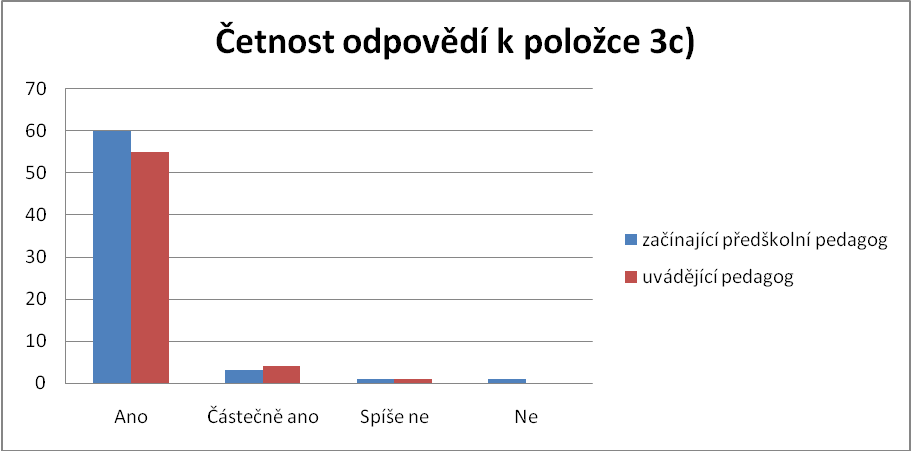 Četnost odpovědí k položce 3c)
70
60
50
40
30
20
10
0
Ano
Částečně ano
Spíše ne
Ne
začínající předškolní pedagog
uvádějící pedagog